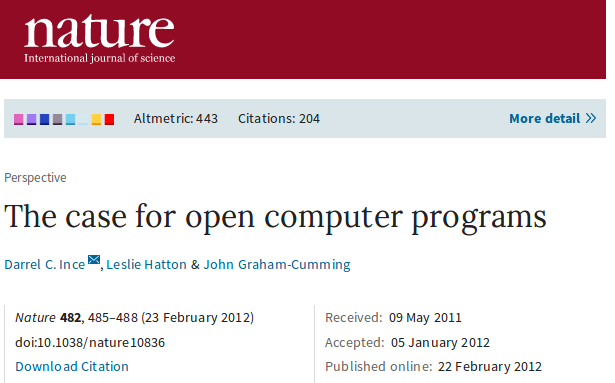 nature
International journal of science
Altmetric: 443 Citations: 204 More detail »
Perspective
The case for open computer programs
Darrel C. Ince, Leslie Hatton & John Graham-Cumming
Nature 482, 485–488 (23 February 2012)
doi:10.1038/nature10836
Download Citation
Received: 09 May 2011
Accepted: 05 January 2012
Published online: 22 February 2012